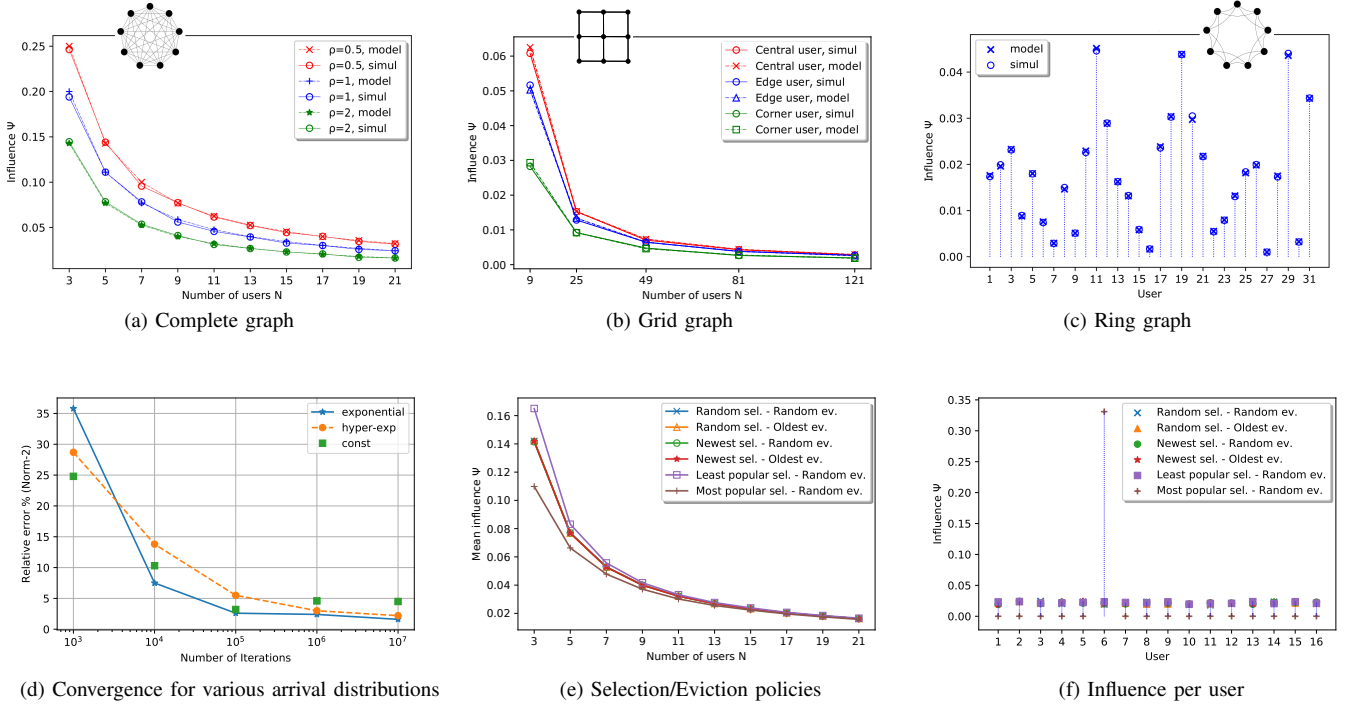 Influence Ψ
0.25
0.20
0.15
0.10
0.05
3 5 7 9 11 13 15 17 19 21
Number of users N
ρ=0.5, model
ρ=0.5, simul
ρ=1, model
ρ=1, simul
ρ=2, model
ρ=2, simul
(a) Complete graph
Influence Ψ
0.06
0.05
0.04
0.03
0.02
0.01
0.00
9 25 49 81 121
Number of users N
Central user, simul
Central user, model
Edge user, simul
Edge user, model
Corner user, simul
Corner user, model
(b) Grid graph
Influence Ψ
0.04
0.03
0.02
0.01
0.00
1 3 5 7 9 11 13 15 17 19 21 23 25 27 29 31
User
model
simul
(c) Ring graph
Relative error % (Norm-2)
35
30
25
20
15
10
5
0
10^3 10^4 10^5 10^6 10^7
Number of Iterations
exponential
hyper-exp
const
(d) Convergence for various arrival distributions
Mean influence Ψ
0.16
0.14
0.12
0.10
0.08
0.06
0.04
0.02
3 5 7 9 11 13 15 17 19 21
Number of users N
Random sel. - Random ev.
Random sel. - Oldest ev.
Newest sel. - Random ev.
Newest sel. - Oldest ev.
Least popular sel. - Random ev.
Most popular sel. - Random ev.
(e) Selection/Eviction policies
Influence Ψ
0.35
0.30
0.25
0.20
0.15
0.10
0.05
0.00
1 2 3 4 5 6 7 8 9 10 11 12 13 14 15 16
User
Random sel. - Random ev.
Random sel. - Oldest ev.
Newest sel. - Random ev.
Newest sel. - Oldest ev.
Least popular sel. - Random ev.
Most popular sel. - Random ev.
(f) Influence per user